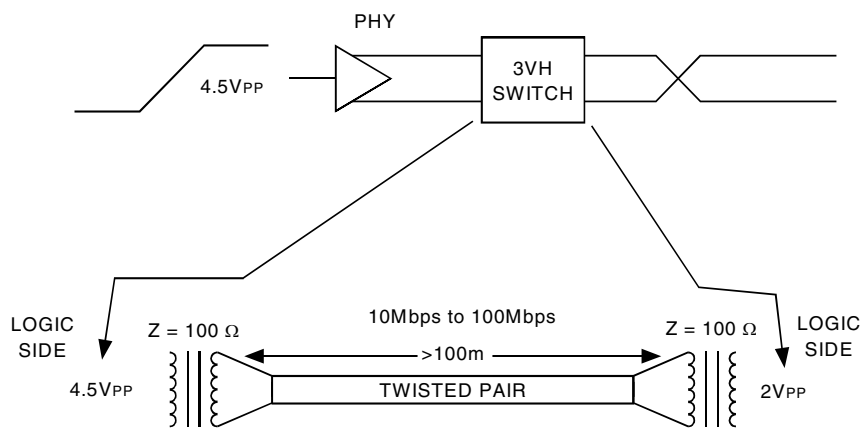 PHY
4.5VPP
3VH
SWITCH
10Mbps to 100Mbps
LOGIC
SIDE
Z = 100 Ω
>100m
Z = 100 Ω
LOGIC
SIDE
4.5VPP
TWISTED PAIR
2VPP